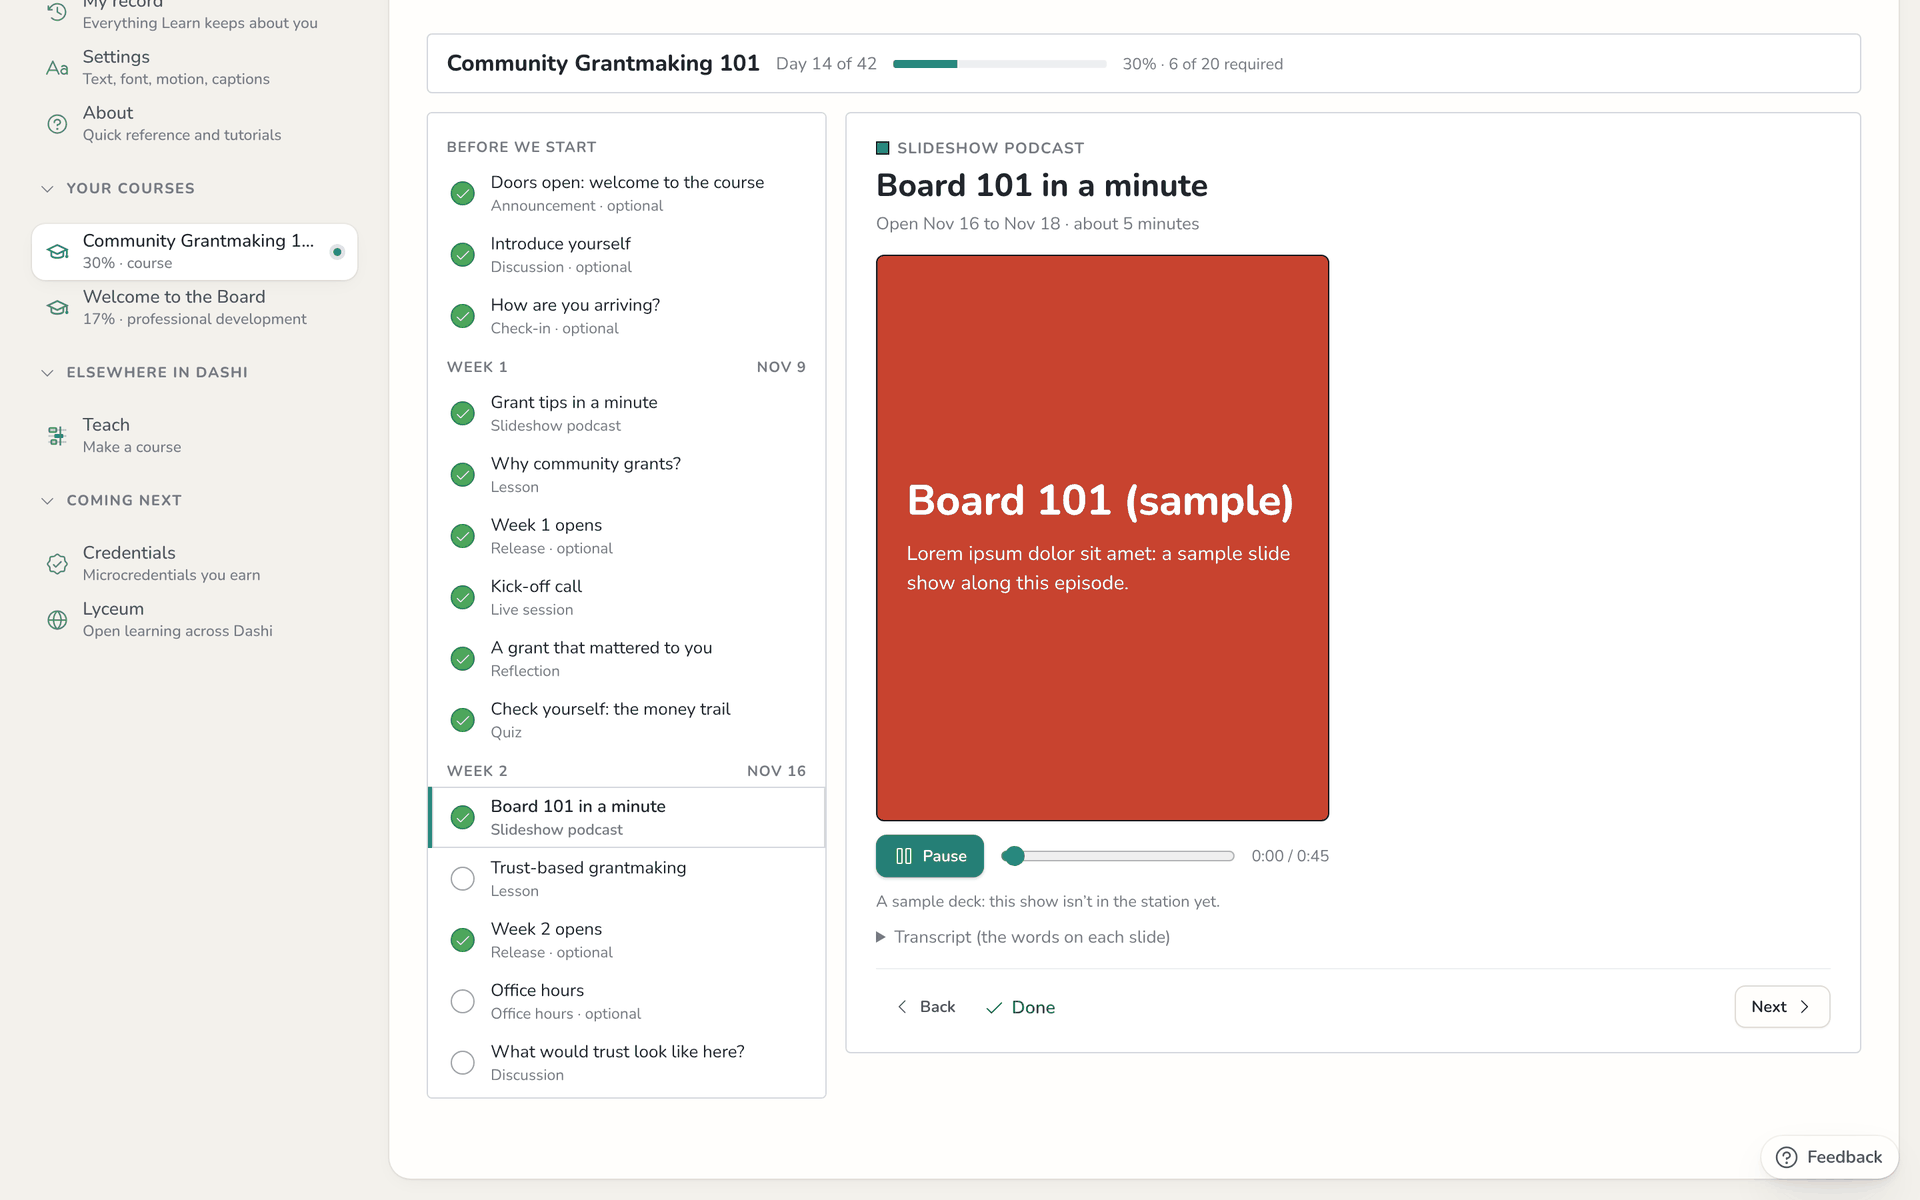 My record
Everything Learn keeps about you
Aa
Settings
Text, font, motion, captions
About
Quick reference and tutorials
YOUR COURSES
Community Grantmaking 1...
30% · course
Welcome to the Board
17% · professional development
ELSEWHERE IN DASHI
Teach
Make a course
COMING NEXT
Credentials
Microcredentials you earn
Lyceum
Open learning across Dashi
Community Grantmaking 101 Day 14 of 42 30% · 6 of 20 required
BEFORE WE START
Doors open: welcome to the course
Announcement · optional
Introduce yourself
Discussion · optional
How are you arriving?
Check-in · optional
WEEK 1 NOV 9
Grant tips in a minute
Slideshow podcast
Why community grants?
Lesson
Week 1 opens
Release · optional
Kick-off call
Live session
A grant that mattered to you
Reflection
Check yourself: the money trail
Quiz
WEEK 2 NOV 16
Board 101 in a minute
Slideshow podcast
Trust-based grantmaking
Lesson
Week 2 opens
Release · optional
Office hours
Office hours · optional
What would trust look like here?
Discussion
SLIDESHOW PODCAST
Board 101 in a minute
Open Nov 16 to Nov 18 · about 5 minutes
Board 101 (sample)
Lorem ipsum dolor sit amet: a sample slide
show along this episode.
Pause 0:00 / 0:45
A sample deck: this show isn't in the station yet.
Transcript (the words on each slide)
Back Done Next
Feedback